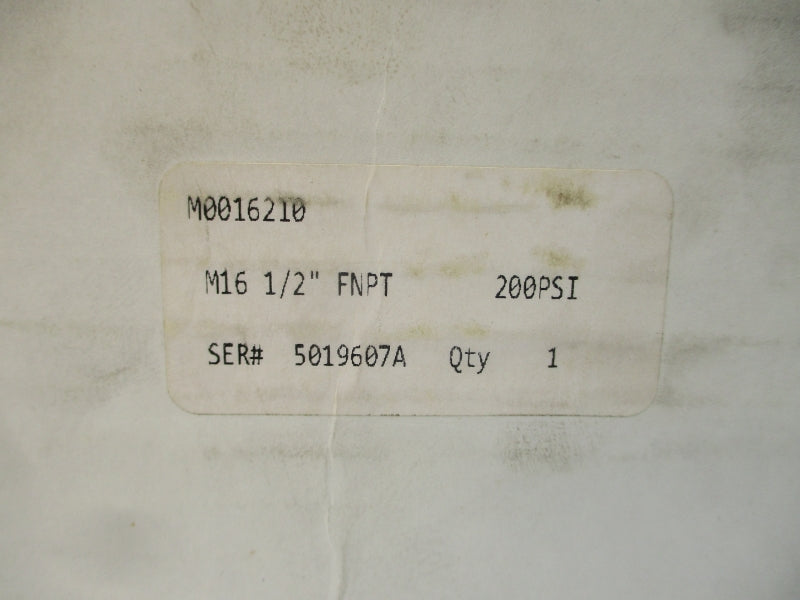 M0016210
M16 1/2" FNPT 200PSI
SER# 5019607A Qty 1